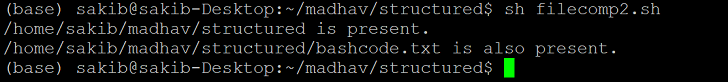 (base) sakib@sakib-Desktop:~/madhav/structured$ sh filecomp2.sh
/home/sakib/madhav/structured is present.
/home/sakib/madhav/structured/bashcode.txt is also present.
(base) sakib@sakib-Desktop:~/madhav/structured$